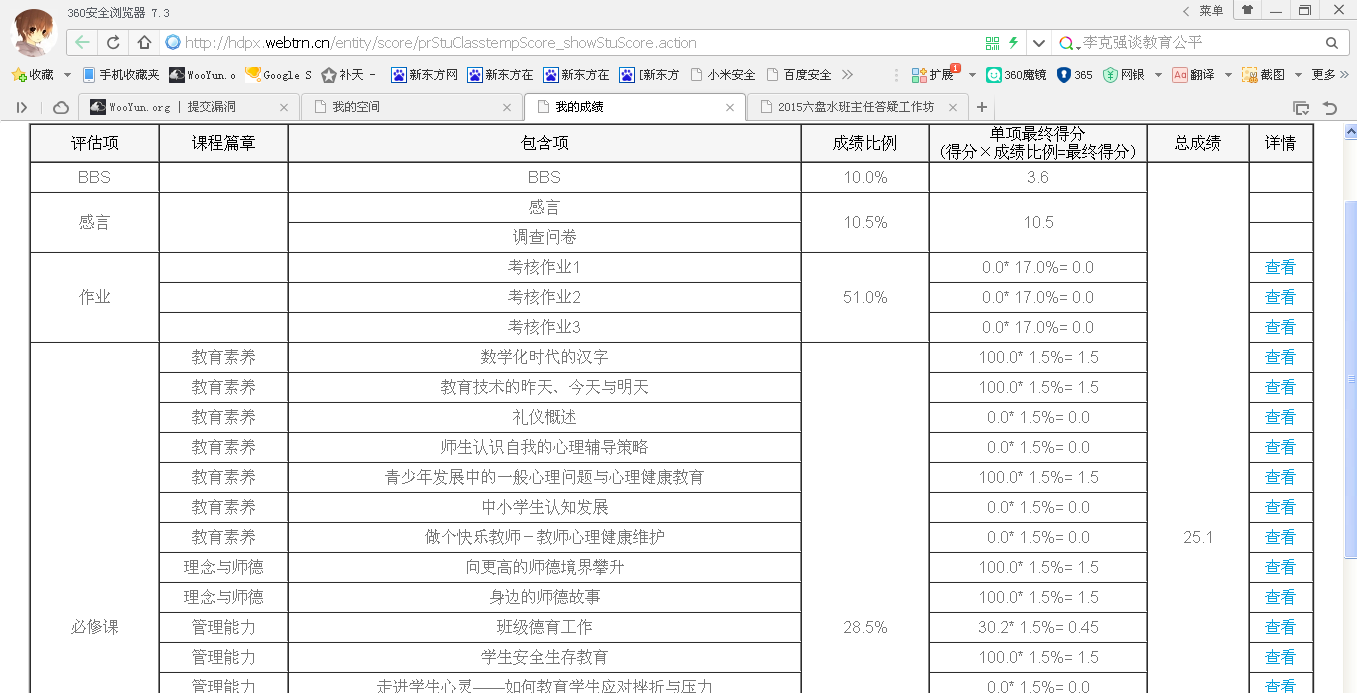 360安全浏览器 7.3
菜单
http://hdpx.webtrn.cn/entity/score/prStuClasstempScore_showStuScore.action
李克强谈教育公平
收藏 手机收藏夹 WooYun.o Google S 补天 - 新东方网 新东方在 新东方在 [新东方 小米安全 百度安全 扩展 1 360魔镜 365 网银 Aa 翻译 截图 更多
WooYun.org | 提交漏洞 我的空间 我的成绩 2015六盘水班主任答疑工作坊
评估项 课程篇章 包含项 成绩比例 单项最终得分 总成绩 详情
(得分×成绩比例=最终得分)
BBS BBS 10.0% 3.6
感言 感言 10.5% 10.5
调查问卷
考核作业1 0.0* 17.0%= 0.0 查看
作业 考核作业2 51.0% 0.0* 17.0%= 0.0 查看
考核作业3 0.0* 17.0%= 0.0 查看
教育素养 数学化时代的汉字 100.0* 1.5%= 1.5 查看
教育素养 教育技术的昨天、今天与明天 100.0* 1.5%= 1.5 查看
教育素养 礼仪概述 0.0* 1.5%= 0.0 查看
教育素养 师生认识自我的心理辅导策略 0.0* 1.5%= 0.0 查看
教育素养 青少年发展中的一般心理问题与心理健康教育 100.0* 1.5%= 1.5 查看
教育素养 中小学生认知发展 0.0* 1.5%= 0.0 查看
教育素养 做个快乐教师－教师心理健康维护 0.0* 1.5%= 0.0 25.1 查看
理念与师德 向更高的师德境界攀升 100.0* 1.5%= 1.5 查看
理念与师德 身边的师德故事 100.0* 1.5%= 1.5 查看
必修课 管理能力 班级德育工作 28.5% 30.2* 1.5%= 0.45 查看
管理能力 学生安全生存教育 100.0* 1.5%= 1.5 查看
管理能力 走进学生心灵——如何教育学生应对挫折与压力 0.0* 1.5%= 0.0 查看